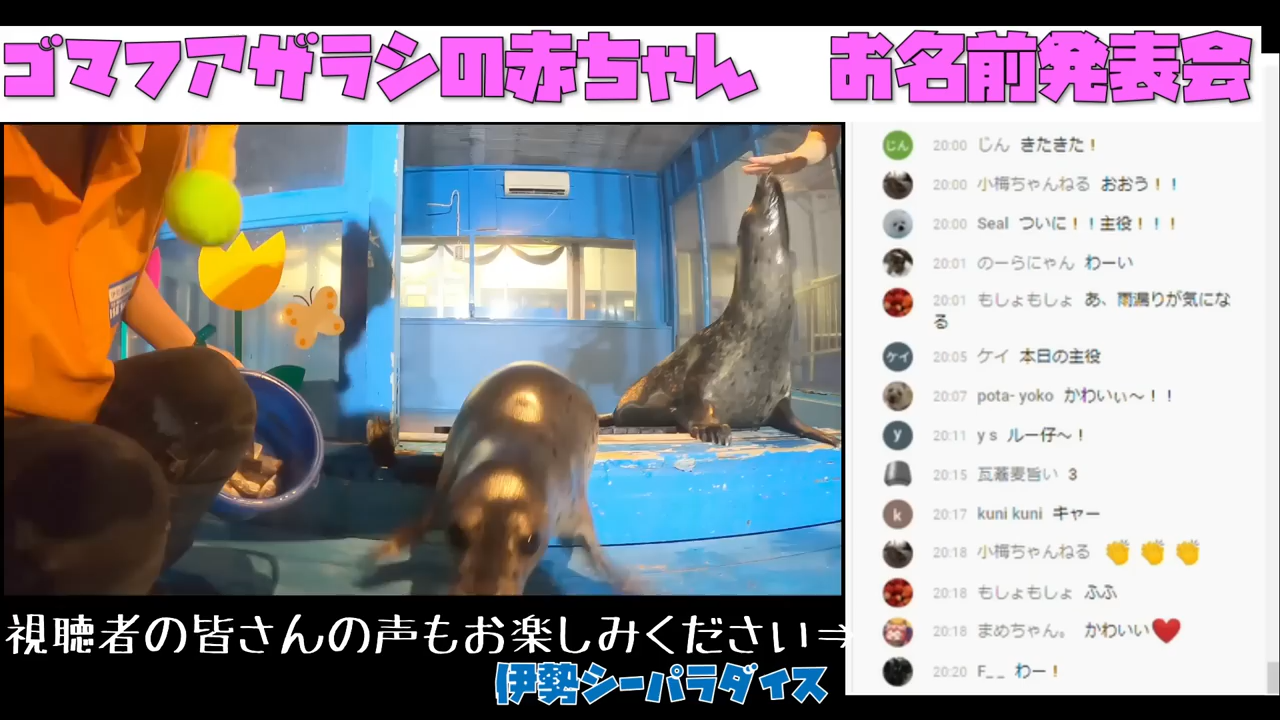 ゴマフアザラシの赤ちゃん　お名前発表会
じん 20:00 じん きたきた！
20:00 小梅ちゃんねる おおう！！
20:00 Seal ついに！！主役！！！
20:01 のーらにゃん わーい
20:01 もしょもしょ あ、雨漏りが気にな
る
ケイ 20:05 ケイ 本日の主役
20:07 pota-yoko かわいぃ～！！
y 20:11 y s ルー仔～！
20:15 瓦蕎麦旨い 3
k 20:17 kuni kuni キャー
20:18 小梅ちゃんねる 👏👏👏
20:18 もしょもしょ ふふ
20:18 まめちゃん。 かわいい❤
20:20 F_ _ わー！
視聴者の皆さんの声もお楽しみください⇒
伊勢シーパラダイス